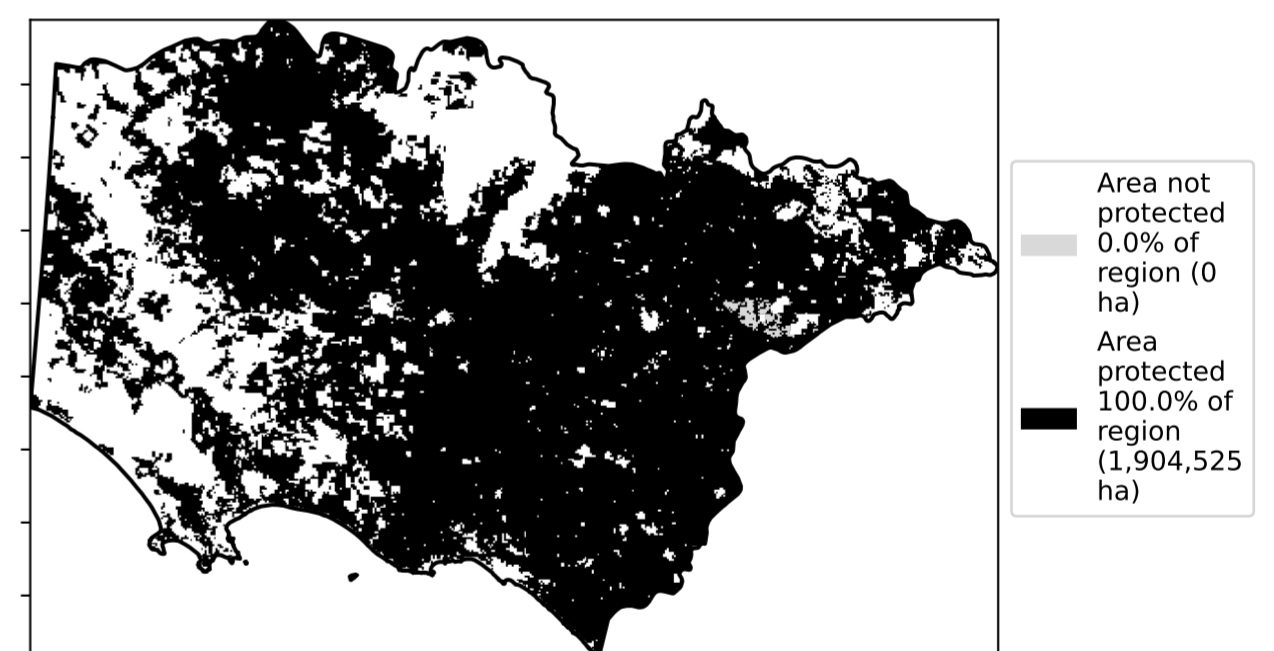 Area not
protected
0.0% of
region (0
ha)
Area
protected
100.0% of
region
(1,904,525
ha)